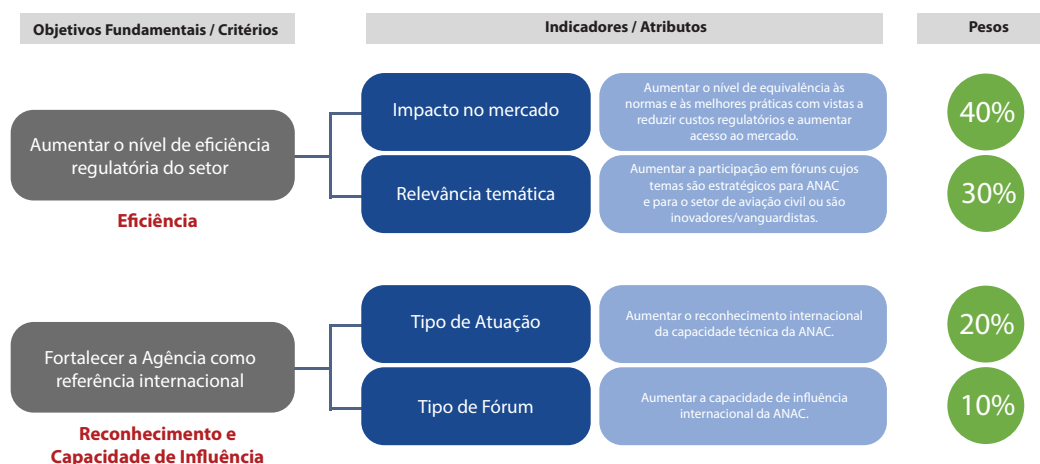 Objetivos Fundamentais / Critérios
Indicadores / Atributos
Pesos
Aumentar o nível de eficiência
regulatória do setor
Eficiência
Impacto no mercado
Aumentar o nível de equivalência às
normas e às melhores práticas com vistas a
reduzir custos regulatórios e aumentar
acesso ao mercado.
40%
Relevância temática
Aumentar a participação em fóruns cujos
temas são estratégicos para ANAC
e para o setor de aviação civil ou são
inovadores/vanguardistas.
30%
Fortalecer a Agência como
referência internacional
Reconhecimento e
Capacidade de Influência
Tipo de Atuação
Aumentar o reconhecimento internacional
da capacidade técnica da ANAC.
20%
Tipo de Fórum
Aumentar a capacidade de influência
internacional da ANAC.
10%